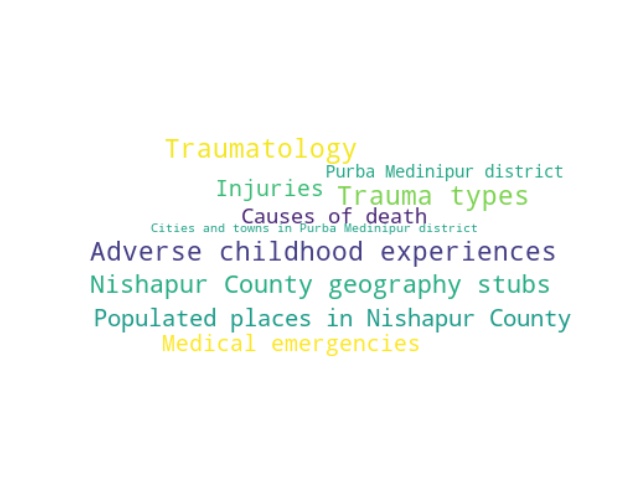 Traumatology
Purba Medinipur district
Injuries
Trauma types
Causes of death
Cities and towns in Purba Medinipur district
Adverse childhood experiences
Nishapur County geography stubs
Populated places in Nishapur County
Medical emergencies